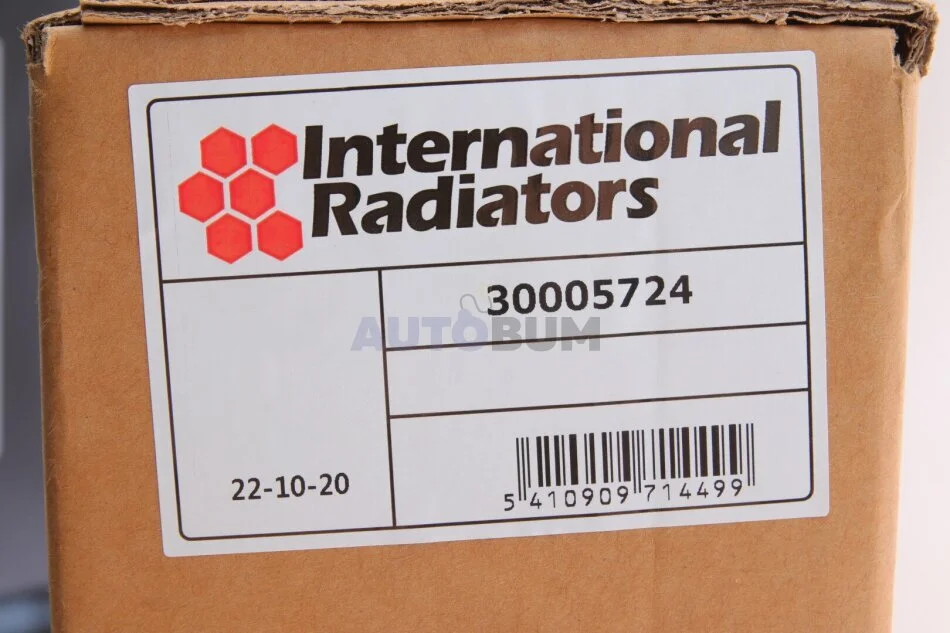 International
Radiators
30005724
AUTOBUM
22-10-20
5 410909 714499